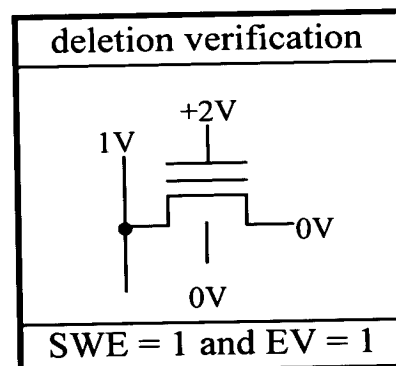 deletion verification
+2V
1V
0V
0V
SWE = 1 and EV = 1